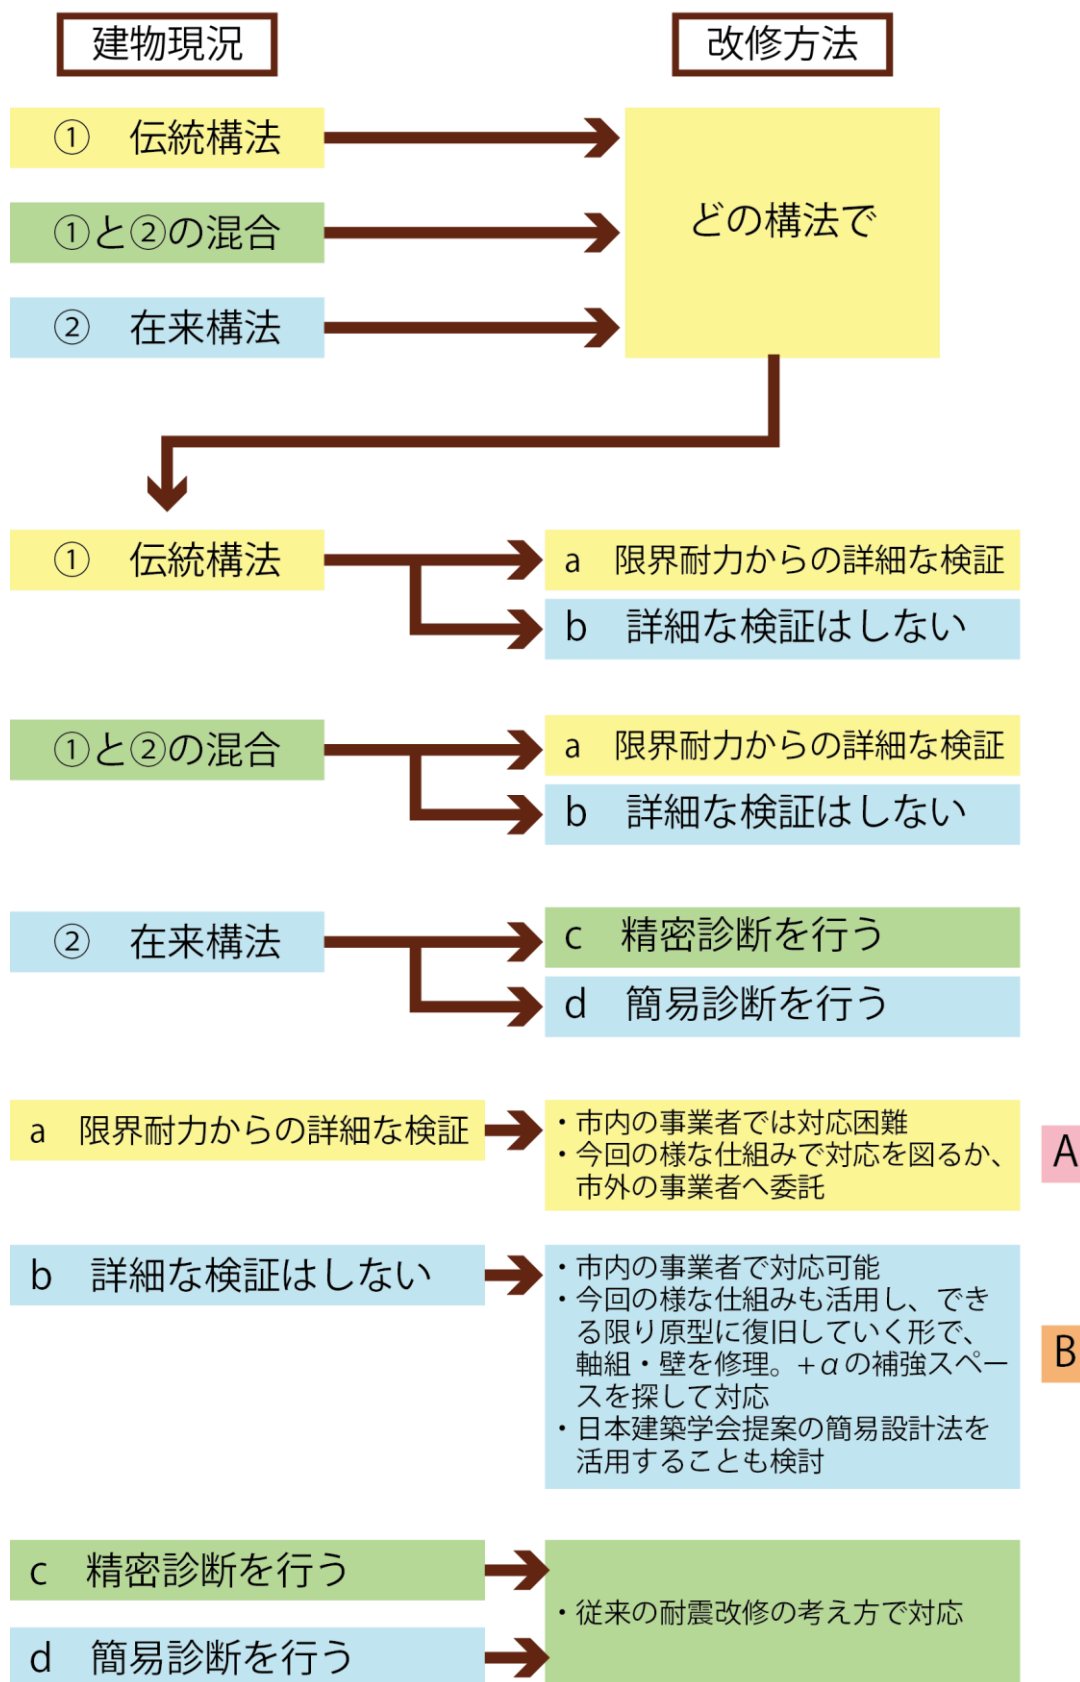 建物現況
改修方法
① 伝統構法
①と②の混合
② 在来構法
どの構法で
① 伝統構法
a 限界耐力からの詳細な検証
b 詳細な検証はしない
①と②の混合
a 限界耐力からの詳細な検証
b 詳細な検証はしない
② 在来構法
c 精密診断を行う
d 簡易診断を行う
a 限界耐力からの詳細な検証
・市内の事業者では対応困難
・今回の様な仕組みで対応を図るか、
市外の事業者へ委託
A
b 詳細な検証はしない
・市内の事業者で対応可能
・今回の様な仕組みも活用し、でき
る限り原型に復旧していく形で、
軸組・壁を修理。+αの補強スペー
スを探して対応
・日本建築学会提案の簡易設計法を
活用することも検討
B
c 精密診断を行う
d 簡易診断を行う
・従来の耐震改修の考え方で対応